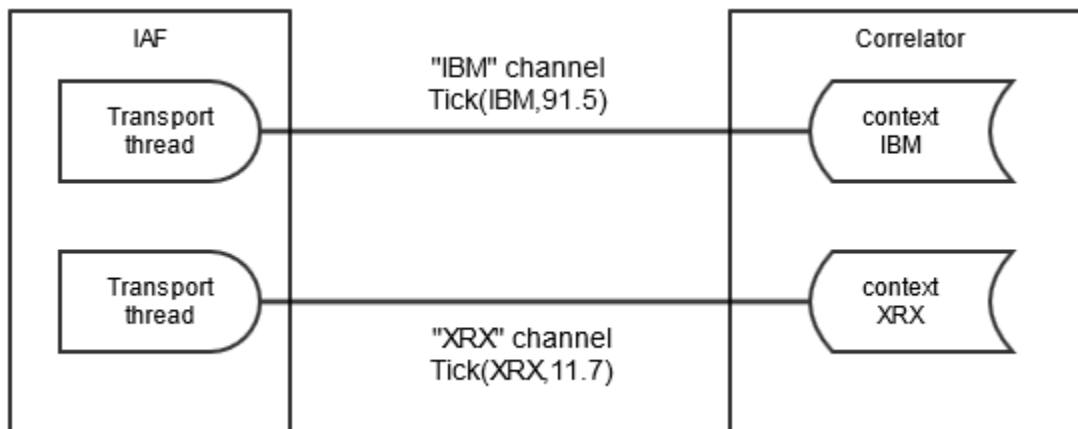 IAF
Correlator
"IBM" channel
Tick(IBM,91.5)
Transport
thread
context
IBM
Transport
thread
context
XRX
"XRX" channel
Tick(XRX,11.7)